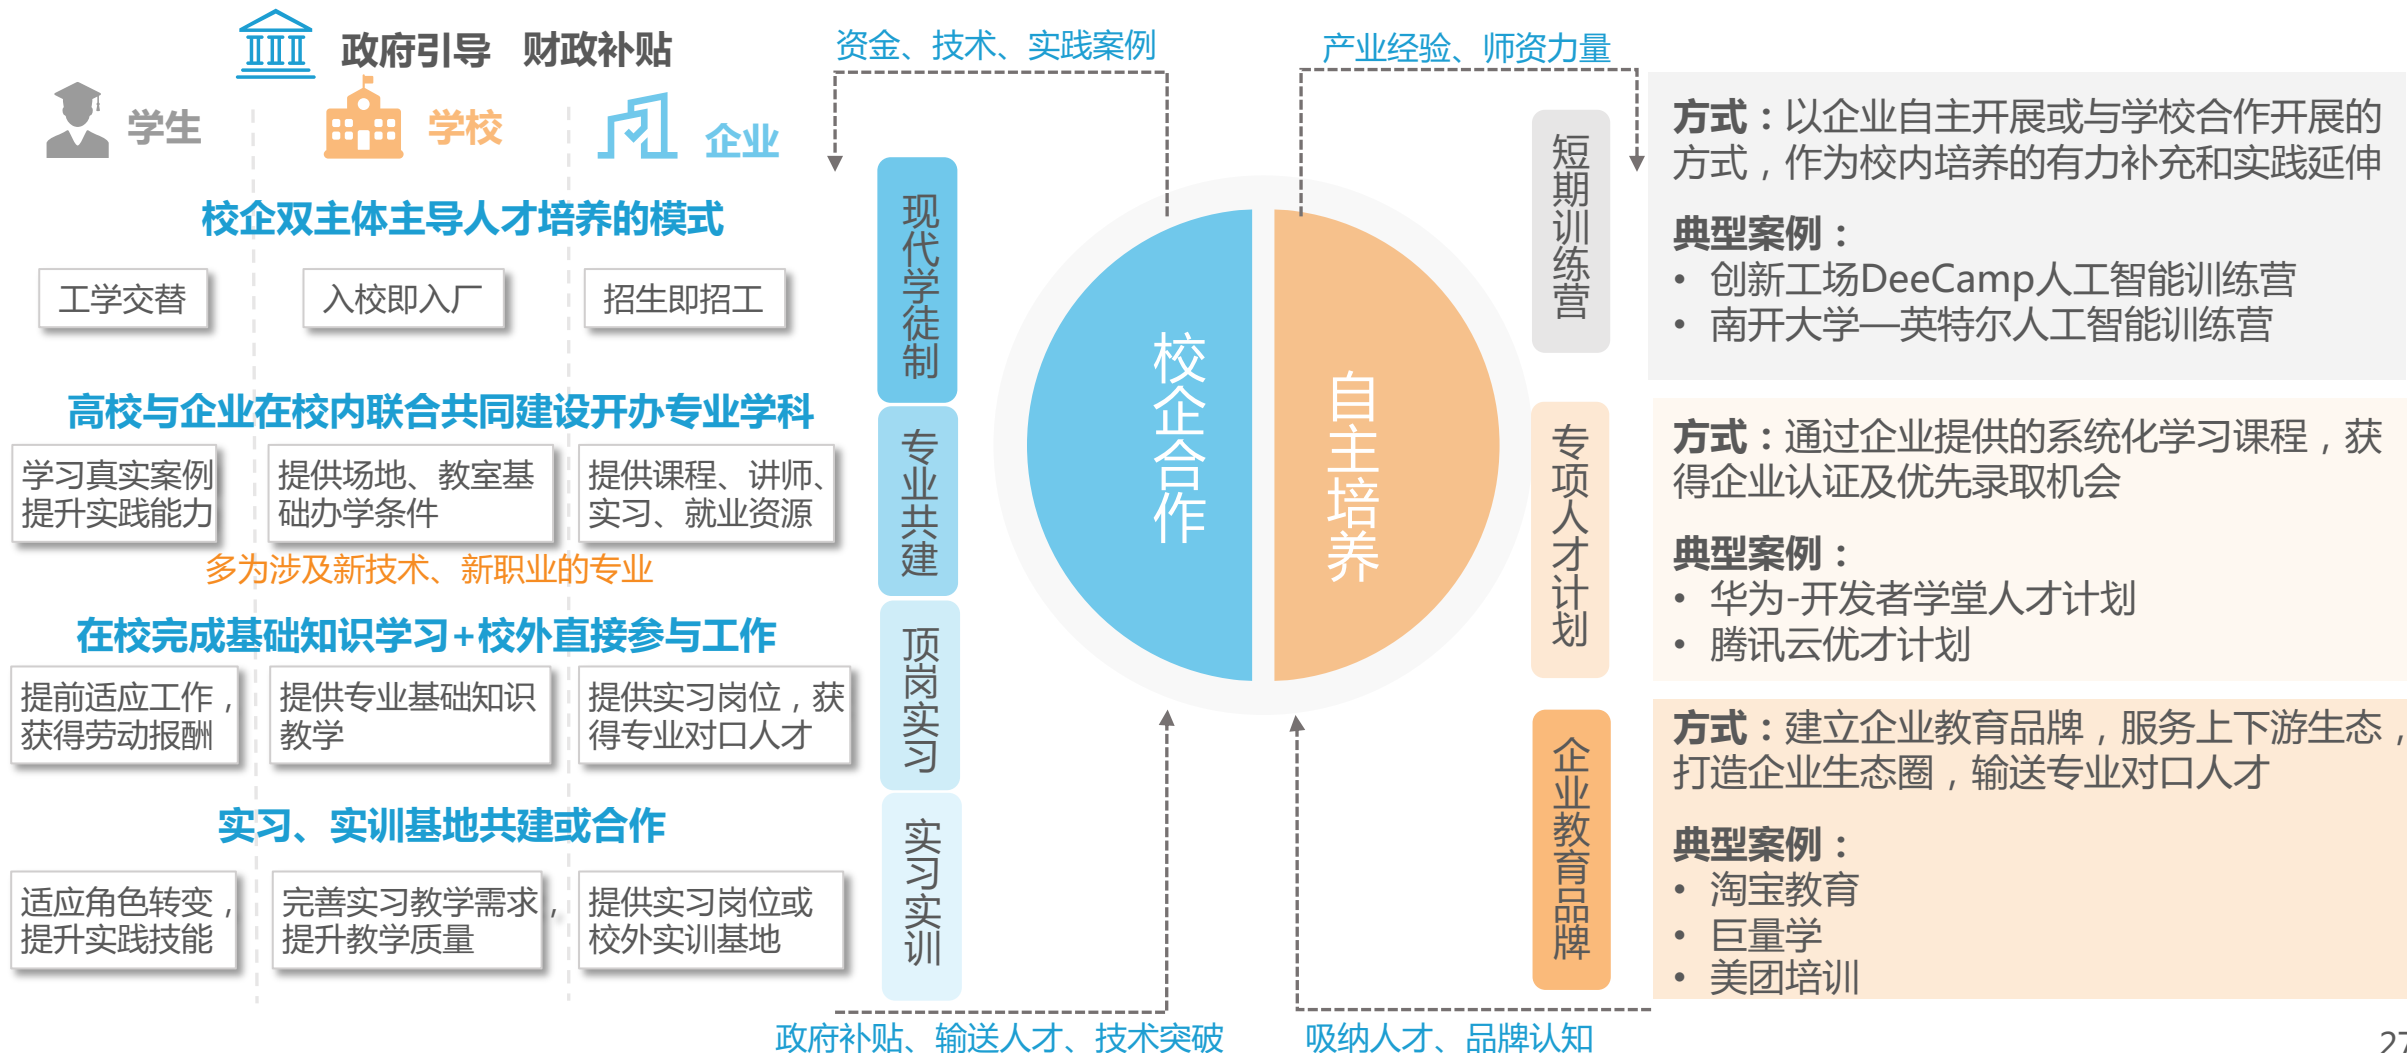 政府引导 财政补贴
学生
学校
企业
校企双主体主导人才培养的模式
工学交替
入校即入厂
招生即招工
高校与企业在校内联合共同建设开办专业学科
学习真实案例
提升实践能力
提供场地、教室基
础办学条件
提供课程、讲师、
实习、就业资源
多为涉及新技术、新职业的专业
在校完成基础知识学习+校外直接参与工作
提前适应工作，
获得劳动报酬
提供专业基础知识
教学
提供实习岗位，获
得专业对口人才
实习、实训基地共建或合作
适应角色转变，
提升实践技能
完善实习教学需求，
提升教学质量
提供实习岗位或
校外实训基地
资金、技术、实践案例
现代学徒制
专业共建
顶岗实习
实习实训
政府补贴、输送人才、技术突破
校企合作
自主培养
产业经验、师资力量
吸纳人才、品牌认知
短期训练营
方式：以企业自主开展或与学校合作开展的
方式，作为校内培养的有力补充和实践延伸
典型案例：
• 创新工场DeeCamp人工智能训练营
• 南开大学—英特尔人工智能训练营
专项人才计划
方式：通过企业提供的系统化学习课程，获
得企业认证及优先录取机会
典型案例：
• 华为-开发者学堂人才计划
• 腾讯云优才计划
企业教育品牌
方式：建立企业教育品牌，服务上下游生态，
打造企业生态圈，输送专业对口人才
典型案例：
• 淘宝教育
• 巨量学
• 美团培训
27